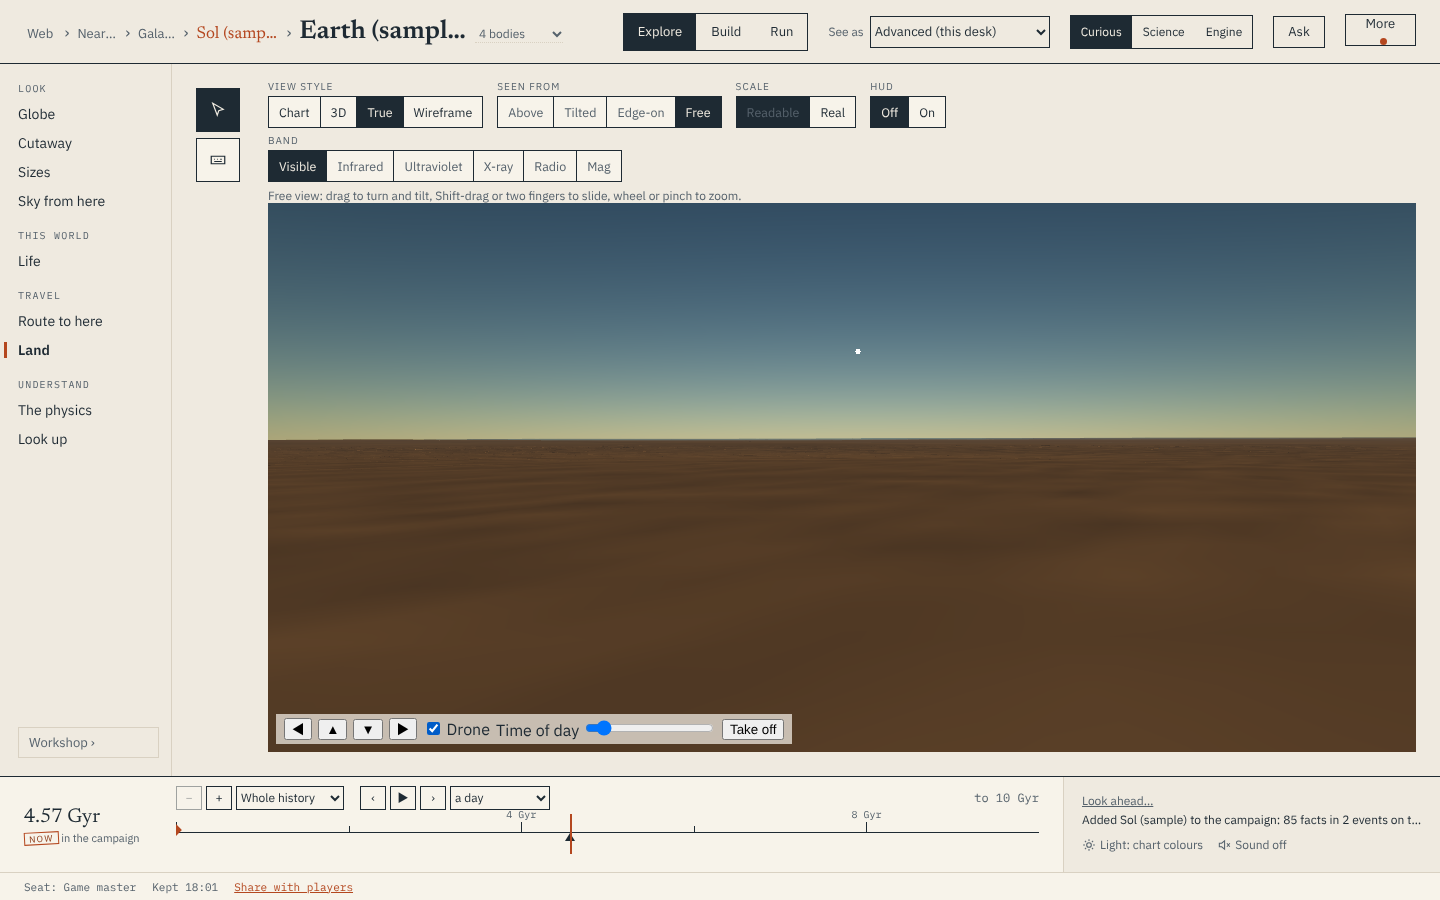 Web › Near... › Gala... › Sol (samp... › Earth (sampl... 4 bodies
Explore Build Run See as Advanced (this desk) Curious Science Engine Ask More
LOOK
Globe
Cutaway
Sizes
Sky from here
THIS WORLD
Life
TRAVEL
Route to here
Land
UNDERSTAND
The physics
Look up
Workshop ›
VIEW STYLE SEEN FROM SCALE HUD
Chart 3D True Wireframe Above Tilted Edge-on Free Readable Real Off On
BAND
Visible Infrared Ultraviolet X-ray Radio Mag
Free view: drag to turn and tilt, Shift-drag or two fingers to slide, wheel or pinch to zoom.
Drone Time of day Take off
4.57 Gyr
NOW in the campaign
− + Whole history ‹ ▶ › a day to 10 Gyr
4 Gyr 8 Gyr
Look ahead...
Added Sol (sample) to the campaign: 85 facts in 2 events on t...
Light: chart colours Sound off
Seat: Game master Kept 18:01 Share with players